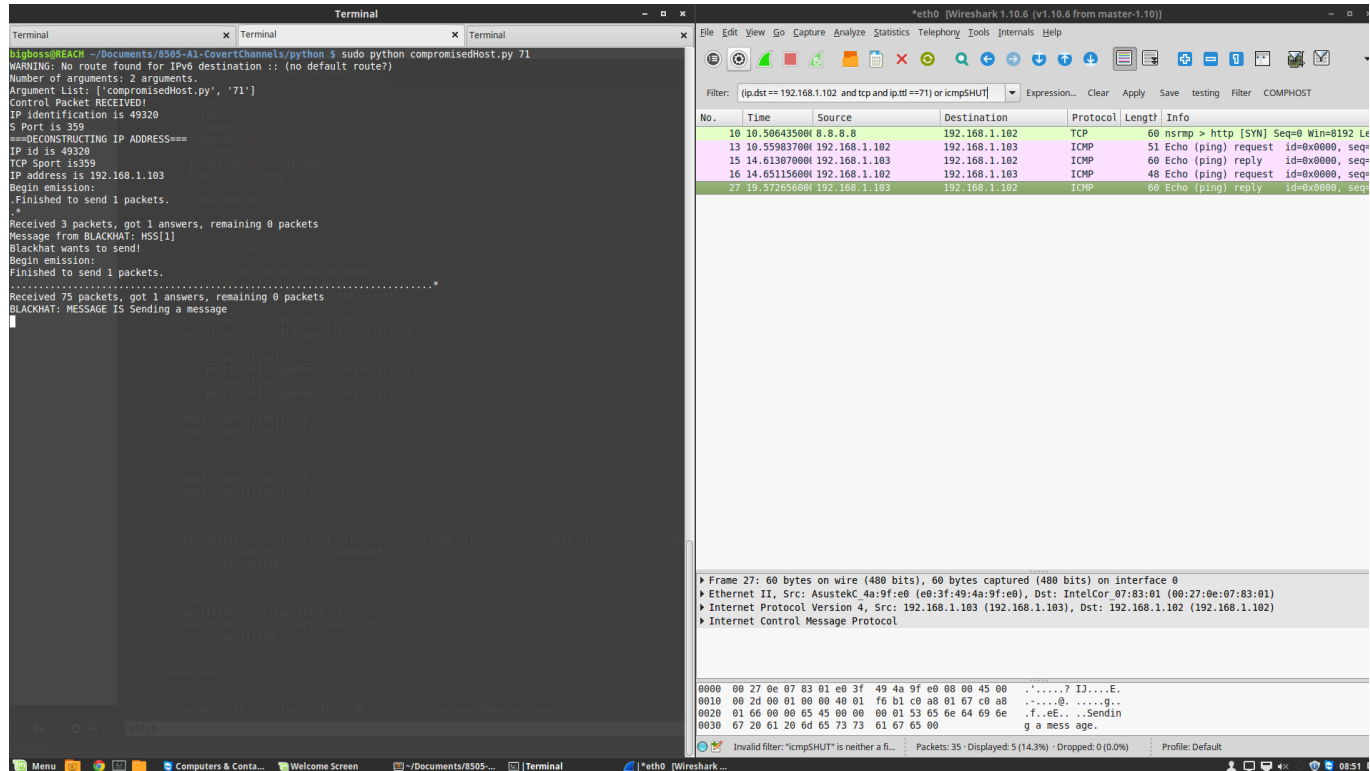 Terminal
Terminal
Terminal
Terminal
bigboss@REACH ~/Documents/8505-A1-CovertChannels/python $ sudo python compromisedHost.py 71
WARNING: No route found for IPv6 destination :: (no default route?)
Number of arguments: 2 arguments.
Argument List: ['compromisedHost.py', '71']
Control Packet RECEIVED!
IP identification is 49320
S Port is 359
===DECONSTRUCTING IP ADDRESS===
IP id is 49320
TCP Sport is359
IP address is 192.168.1.103
Begin emission:
.Finished to send 1 packets.
.*
Received 3 packets, got 1 answers, remaining 0 packets
Message from BLACKHAT: HSS[1]
Blackhat wants to send!
Begin emission:
Finished to send 1 packets.
.........................................................................*
Received 75 packets, got 1 answers, remaining 0 packets
BLACKHAT: MESSAGE IS Sending a message
*eth0 [Wireshark 1.10.6 (v1.10.6 from master-1.10)]
File Edit View Go Capture Analyze Statistics Telephony Tools Internals Help
Filter: (ip.dst == 192.168.1.102 and tcp and ip.ttl ==71) or icmpSHUT Expression... Clear Apply Save testing Filter COMPHOST
No. Time Source Destination Protocol Length Info
10 10.506435000 8.8.8.8 192.168.1.102 TCP 60 nsrmp > http [SYN] Seq=0 Win=8192 Le
13 10.559837000 192.168.1.102 192.168.1.103 ICMP 51 Echo (ping) request id=0x0000, seq=
15 14.613070000 192.168.1.103 192.168.1.102 ICMP 60 Echo (ping) reply id=0x0000, seq=
16 14.651156000 192.168.1.102 192.168.1.103 ICMP 48 Echo (ping) request id=0x0000, seq=
27 19.572656000 192.168.1.103 192.168.1.102 ICMP 60 Echo (ping) reply id=0x0000, seq=
Frame 27: 60 bytes on wire (480 bits), 60 bytes captured (480 bits) on interface 0
Ethernet II, Src: AsustekC_4a:9f:e0 (e0:3f:49:4a:9f:e0), Dst: IntelCor_07:83:01 (00:27:0e:07:83:01)
Internet Protocol Version 4, Src: 192.168.1.103 (192.168.1.103), Dst: 192.168.1.102 (192.168.1.102)
Internet Control Message Protocol
0000 00 27 0e 07 83 01 e0 3f 49 4a 9f e0 08 00 45 00 .'.....? IJ....E.
0010 00 2d 00 01 00 00 40 01 f6 b1 c0 a8 01 67 c0 a8 .-....@. .....g..
0020 01 66 00 00 65 45 00 00 00 01 53 65 6e 64 69 6e .f..eE.. ..Sendin
0030 67 20 61 20 6d 65 73 73 61 67 65 00 g a mess age.
Invalid filter: "icmpSHUT" is neither a fi... Packets: 35 · Displayed: 5 (14.3%) · Dropped: 0 (0.0%) Profile: Default
Menu Computers & Conta... Welcome Screen ~/Documents/8505-... Terminal *eth0 [Wireshark ... 08:51